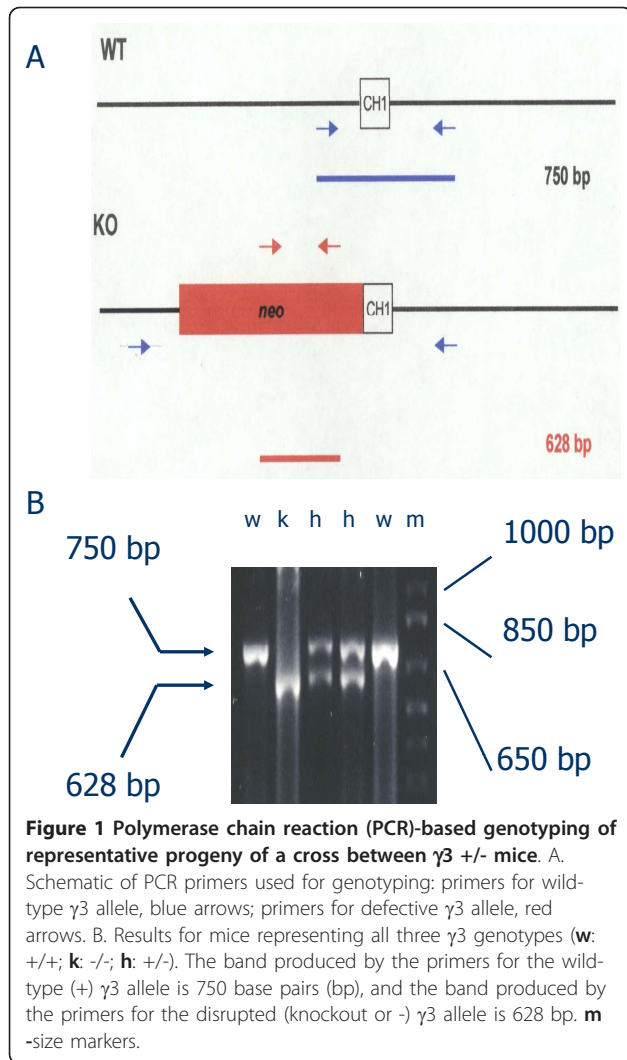 A
WT
CH1
750 bp
KO
neo
CH1
628 bp
B
w k h h w m
750 bp
1000 bp
850 bp
628 bp
650 bp
Figure 1 Polymerase chain reaction (PCR)-based genotyping of
representative progeny of a cross between γ3 +/- mice. A.
Schematic of PCR primers used for genotyping: primers for wild-
type γ3 allele, blue arrows; primers for defective γ3 allele, red
arrows. B. Results for mice representing all three γ3 genotypes (w:
+/+; k: -/-; h: +/-). The band produced by the primers for the wild-
type (+) γ3 allele is 750 base pairs (bp), and the band produced by
the primers for the disrupted (knockout or -) γ3 allele is 628 bp. m
-size markers.